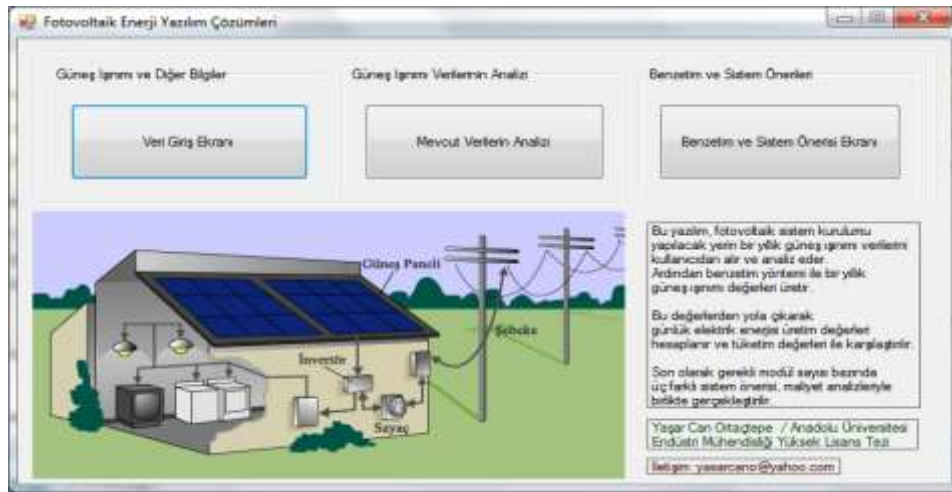 Fotovoltaik Enerji Yazılım Çözümleri
Güneş Işınımı ve Diğer Bilgiler
Güneş Işınımı Verilerinin Analizi
Benzetim ve Sistem Önerileri
Veri Giriş Ekranı
Mevcut Verilerin Analizi
Benzetim ve Sistem Önerisi Ekranı
Güneş Paneli
Şebeke
İnvertör
Sayaç
Bu yazılım, fotovoltaik sistem kurulumu
yapılacak yerin bir yıllık güneş ışınımı verilerini
kullanıcıdan alır ve analiz eder.
Ardından benzetim yöntemi ile bir yıllık
güneş ışınımı değerleri üretir.
Bu değerlerden yola çıkarak
günlük elektrik enerjisi üretim değerleri
hesaplanır ve tüketim değerleri ile karşılaştırılır.
Son olarak gerekli modül sayısı bazında
üç farklı sistem önerisi, maliyet analizleriyle
birlikte gerçekleştirilir.
Yaşar Can / Anadolu Üniversitesi
Endüstri Mühendisliği Yüksek Lisans Tezi
İletişim: yasarcano@yahoo.com